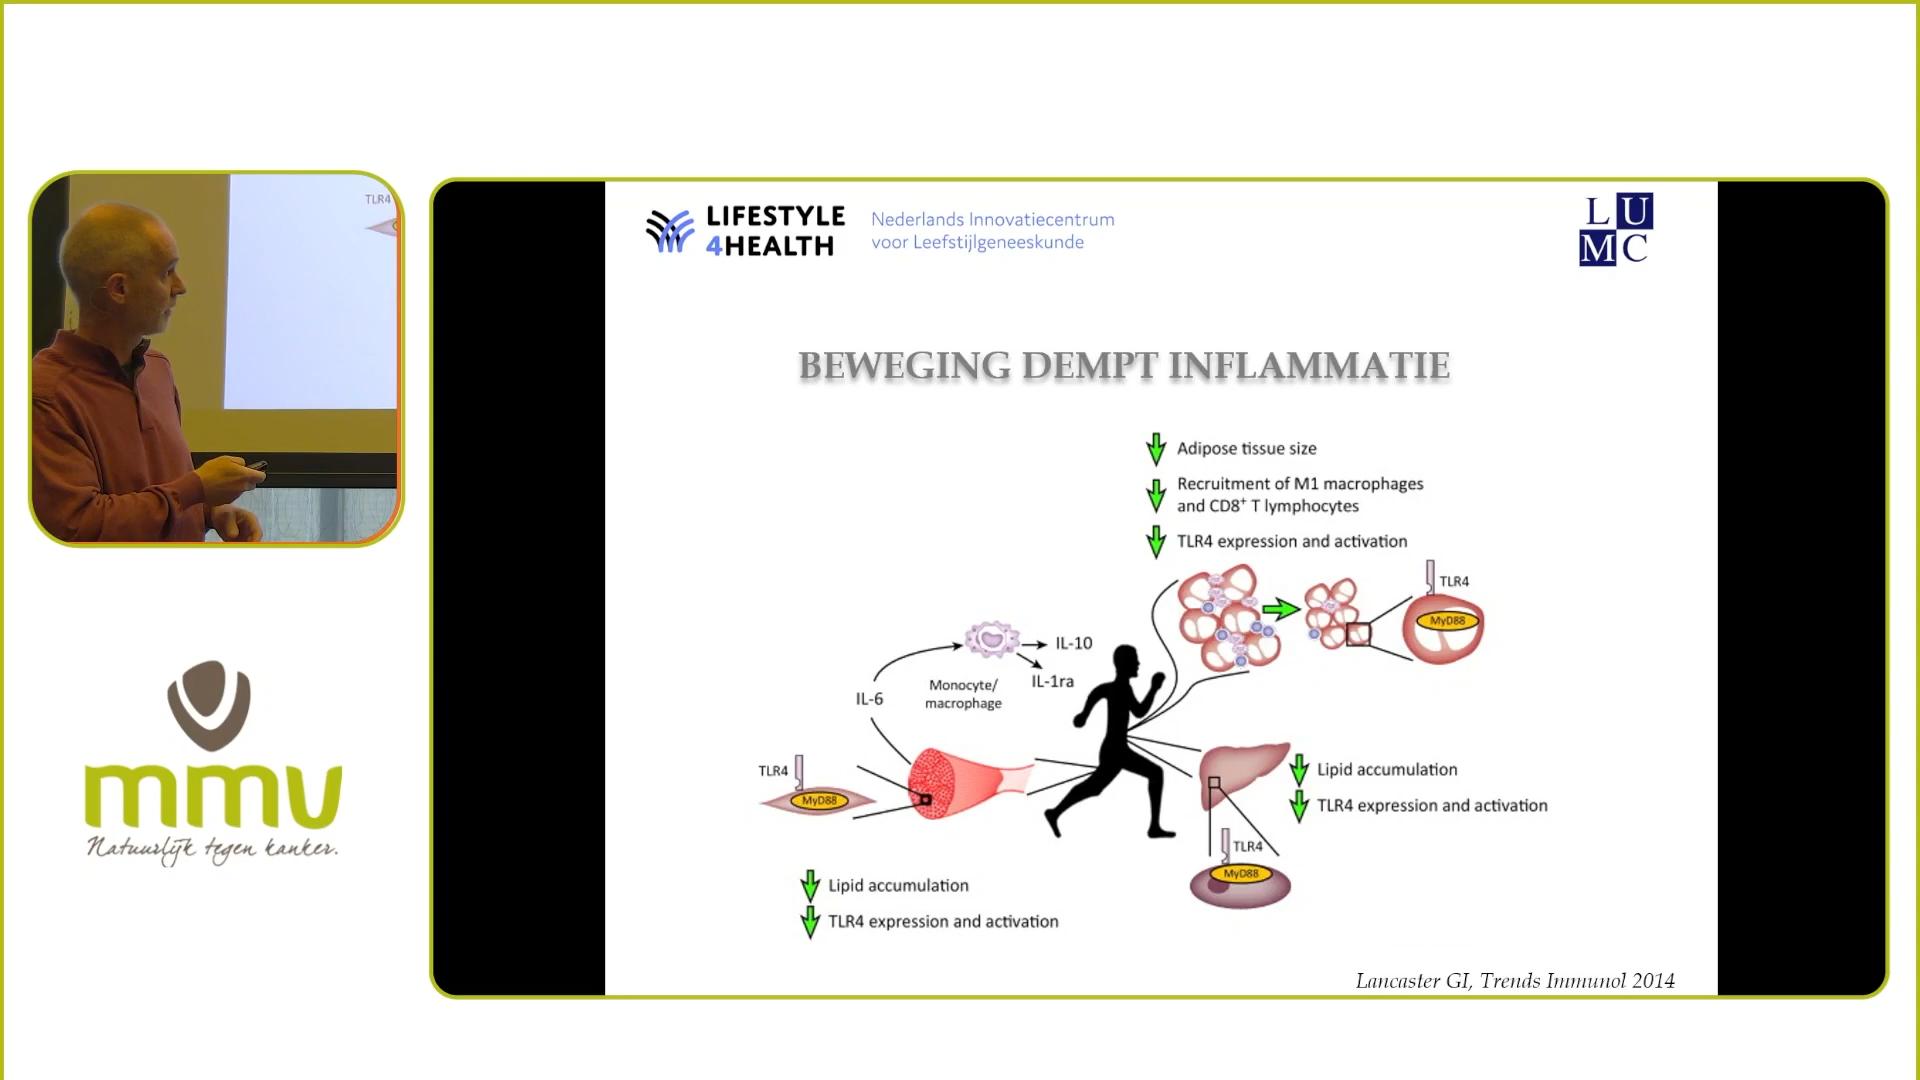 TLR4
mmv
Natuurlijk tegen kanker.
LIFESTYLE
4HEALTH
Nederlands Innovatiecentrum
voor Leefstijlgeneeskunde
L U
M C
BEWEGING DEMPT INFLAMMATIE
Adipose tissue size
Recruitment of M1 macrophages
and CD8⁺ T lymphocytes
TLR4 expression and activation
TLR4
MyD88
IL-10
IL-1ra
Monocyte/
macrophage
IL-6
TLR4
MyD88
Lipid accumulation
TLR4 expression and activation
TLR4
MyD88
Lipid accumulation
TLR4 expression and activation
Lancaster GI, Trends Immunol 2014